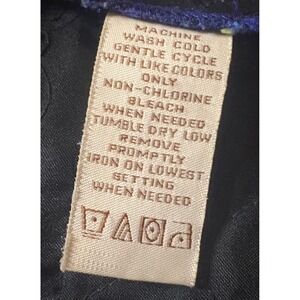 MACHINE
WASH COLD
GENTLE CYCLE
WITH LIKE COLORS
ONLY
NON-CHLORINE
BLEACH
WHEN NEEDED
TUMBLE DRY LOW
REMOVE
PROMPTLY
IRON ON LOWEST
SETTING
WHEN NEEDED